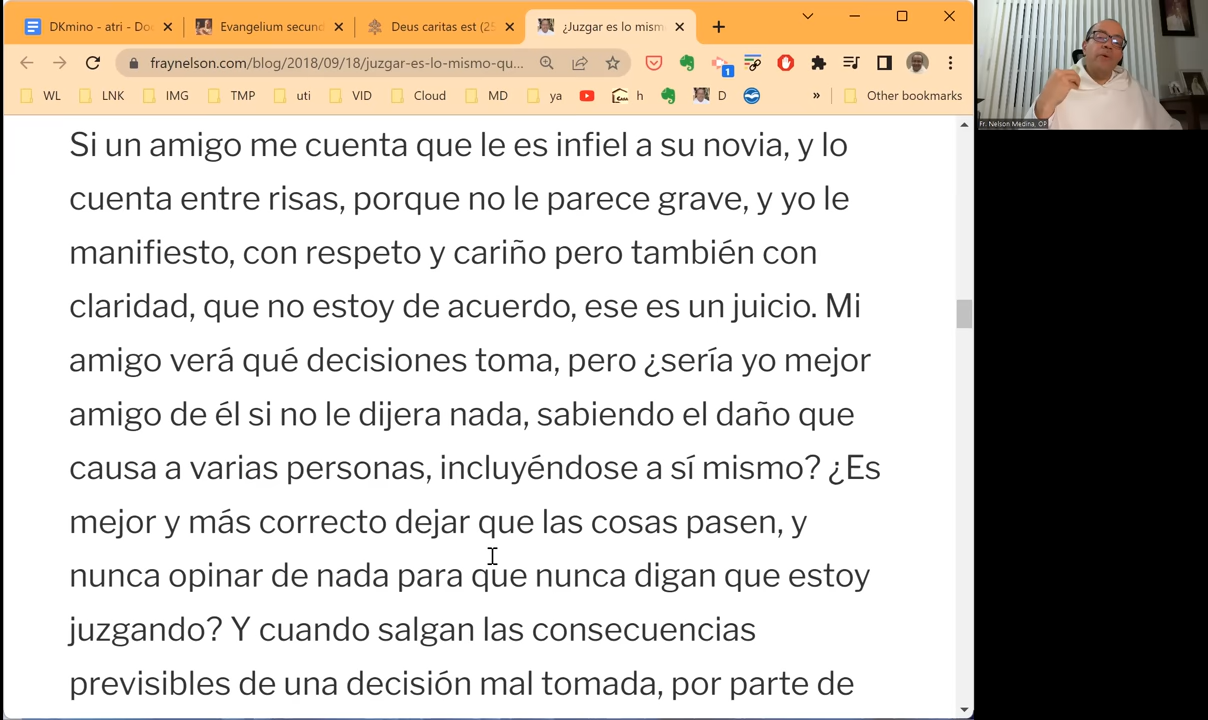 DKmino - atri - Do
Evangelium secun
Deus caritas est (25
¿Juzgar es lo mism
fraynelson.com/blog/2018/09/18/juzgar-es-lo-mismo-qu...
1
WL
LNK
IMG
TMP
uti
VID
Cloud
MD
ya
h
D
»
Other bookmarks
Fr. Nelson Medina, OP
Si un amigo me cuenta que le es infiel a su novia, y lo
cuenta entre risas, porque no le parece grave, y yo le
manifiesto, con respeto y cariño pero también con
claridad, que no estoy de acuerdo, ese es un juicio. Mi
amigo verá qué decisiones toma, pero ¿sería yo mejor
amigo de él si no le dijera nada, sabiendo el daño que
causa a varias personas, incluyéndose a sí mismo? ¿Es
mejor y más correcto dejar que las cosas pasen, y
nunca opinar de nada para que nunca digan que estoy
juzgando? Y cuando salgan las consecuencias
previsibles de una decisión mal tomada, por parte de